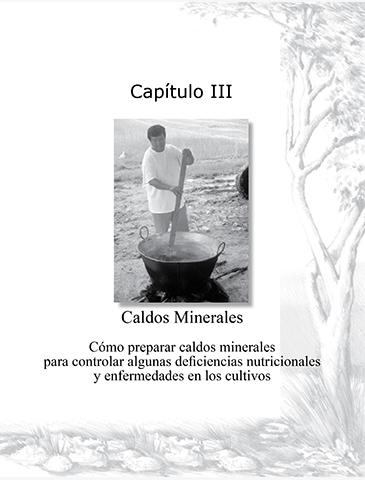 Capítulo III
Caldos Minerales
Cómo preparar caldos minerales
para controlar algunas deficiencias nutricionales
y enfermedades en los cultivos